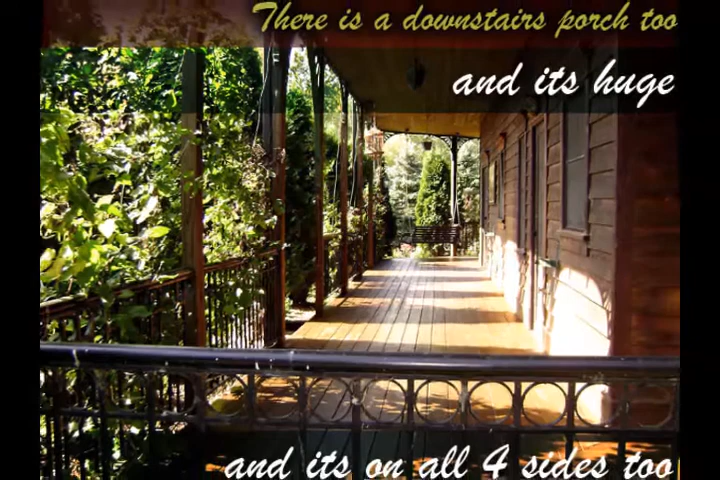 There is a downstairs porch too
and its huge
and its on all 4 sides too